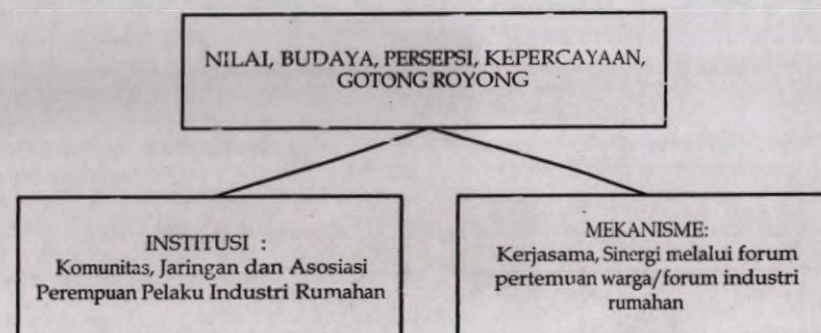 NILAI, BUDAYA, PERSEPSI, KEPERCAYAAN,
GOTONG ROYONG
INSTITUSI :
Komunitas, Jaringan dan Asosiasi
Perempuan Pelaku Industri Rumahan
MEKANISME:
Kerjasama, Sinergi melalui forum
pertemuan warga/forum industri
rumahan